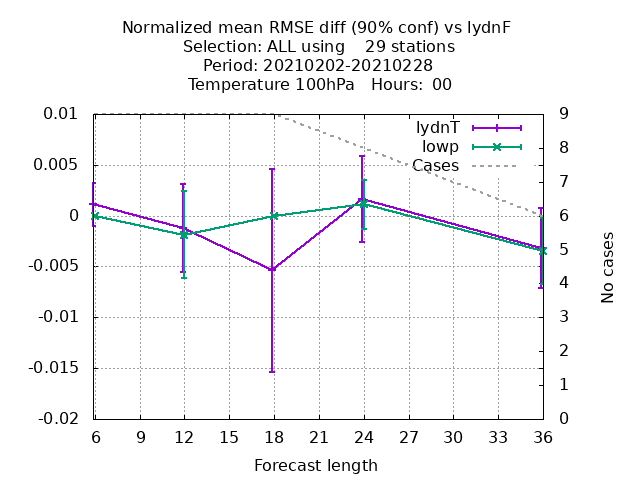 Normalized mean RMSE diff (90% conf) vs lydnF
Selection: ALL using    29 stations
Period: 20210202-20210228
Temperature 100hPa   Hours:  00
lydnT
lowp
Cases
0.01
0.005
0
-0.005
-0.01
-0.015
-0.02
9
8
7
6
5
4
3
2
1
0
No cases
6 9 12 15 18 21 24 27 30 33 36
Forecast length